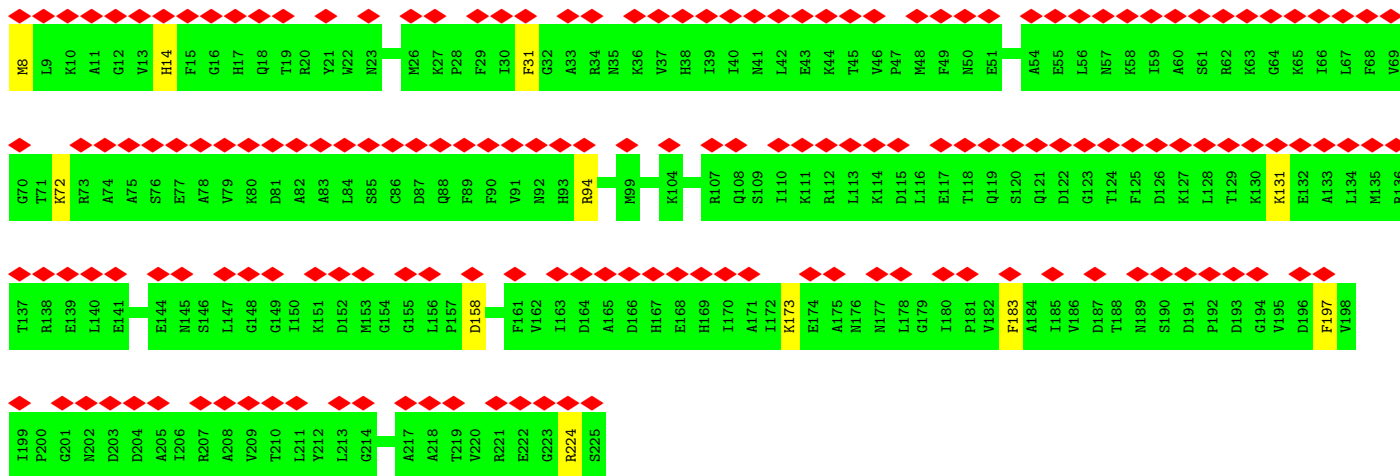 M8 L9 K10 A11 G12 V13 H14 F15 G16 H17 Q18 T19 R20 Y21 W22 N23 M26 K27 P28 F29 I30 F31 G32 A33 R34 N35 K36 V37 H38 I39 I40 N41 L42 E43 K44 T45 V46 P47 M48 F49 N50 E51 A54 E55 L56 N57 K58 I59 A60 S61 R62 K63 G64 K65 I66 L67 F68 V69
G70 T71 K72 R73 A74 A75 S76 E77 A78 V79 K80 D81 A82 A83 L84 S85 C86 D87 Q88 F89 F90 V91 N92 H93 R94 M99 K104 R107 Q108 S109 I110 K111 R112 L113 K114 D115 L116 E117 T118 Q119 S120 Q121 D122 G123 T124 F125 D126 K127 L128 T129 K130 K131 E132 A133 L134 M135 R136
T137 R138 E139 L140 E141 E144 N145 S146 L147 G148 G149 I150 K151 D152 M153 G154 G155 L156 P157 D158 F161 V162 I163 D164 A165 D166 H167 E168 H169 I170 A171 I172 K173 E174 A175 N176 N177 L178 G179 I180 P181 V182 F183 A184 I185 V186 D187 T188 N189 S190 D191 P192 D193 G194 V195 D196 F197 V198
I199 P200 G201 N202 D203 D204 A205 I206 R207 A208 V209 T210 L211 Y212 L213 G214 A217 A218 T219 V220 R221 E222 G223 R224 S225